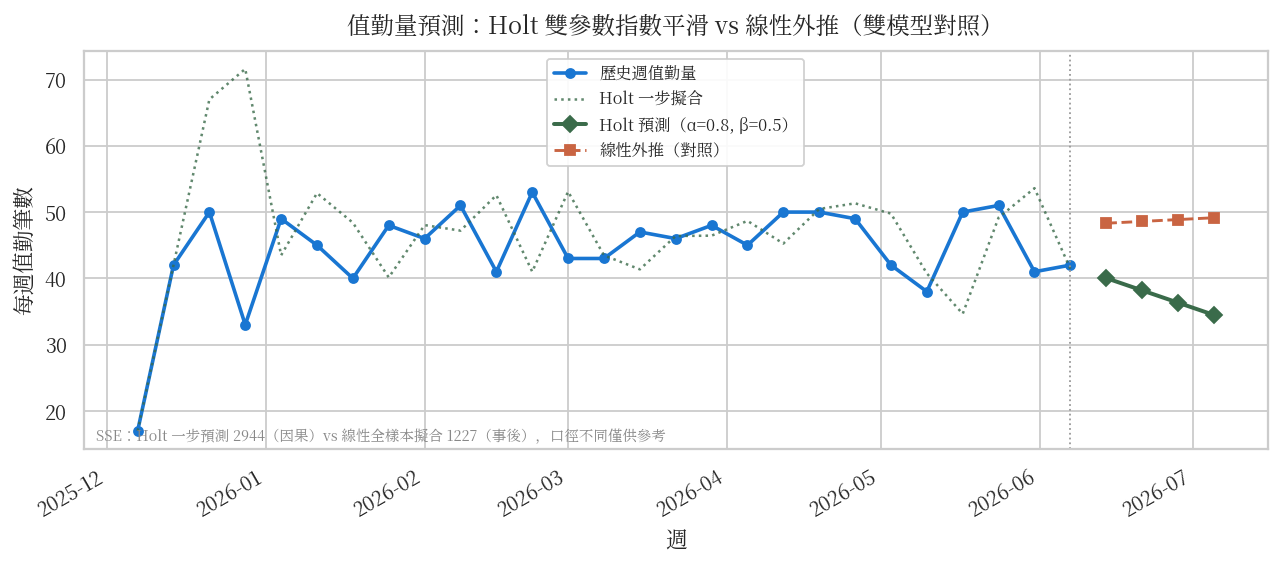 值勤量預測：Holt 雙參數指數平滑 vs 線性外推（雙模型對照）
歷史週值勤量
Holt 一步擬合
Holt 預測（α=0.8, β=0.5）
線性外推（對照）
每週值勤筆數
70
60
50
40
30
20
SSE：Holt 一步預測 2944（因果）vs 線性全樣本擬合 1227（事後），口徑不同僅供參考
2025-12
2026-01
2026-02
2026-03
2026-04
2026-05
2026-06
2026-07
週